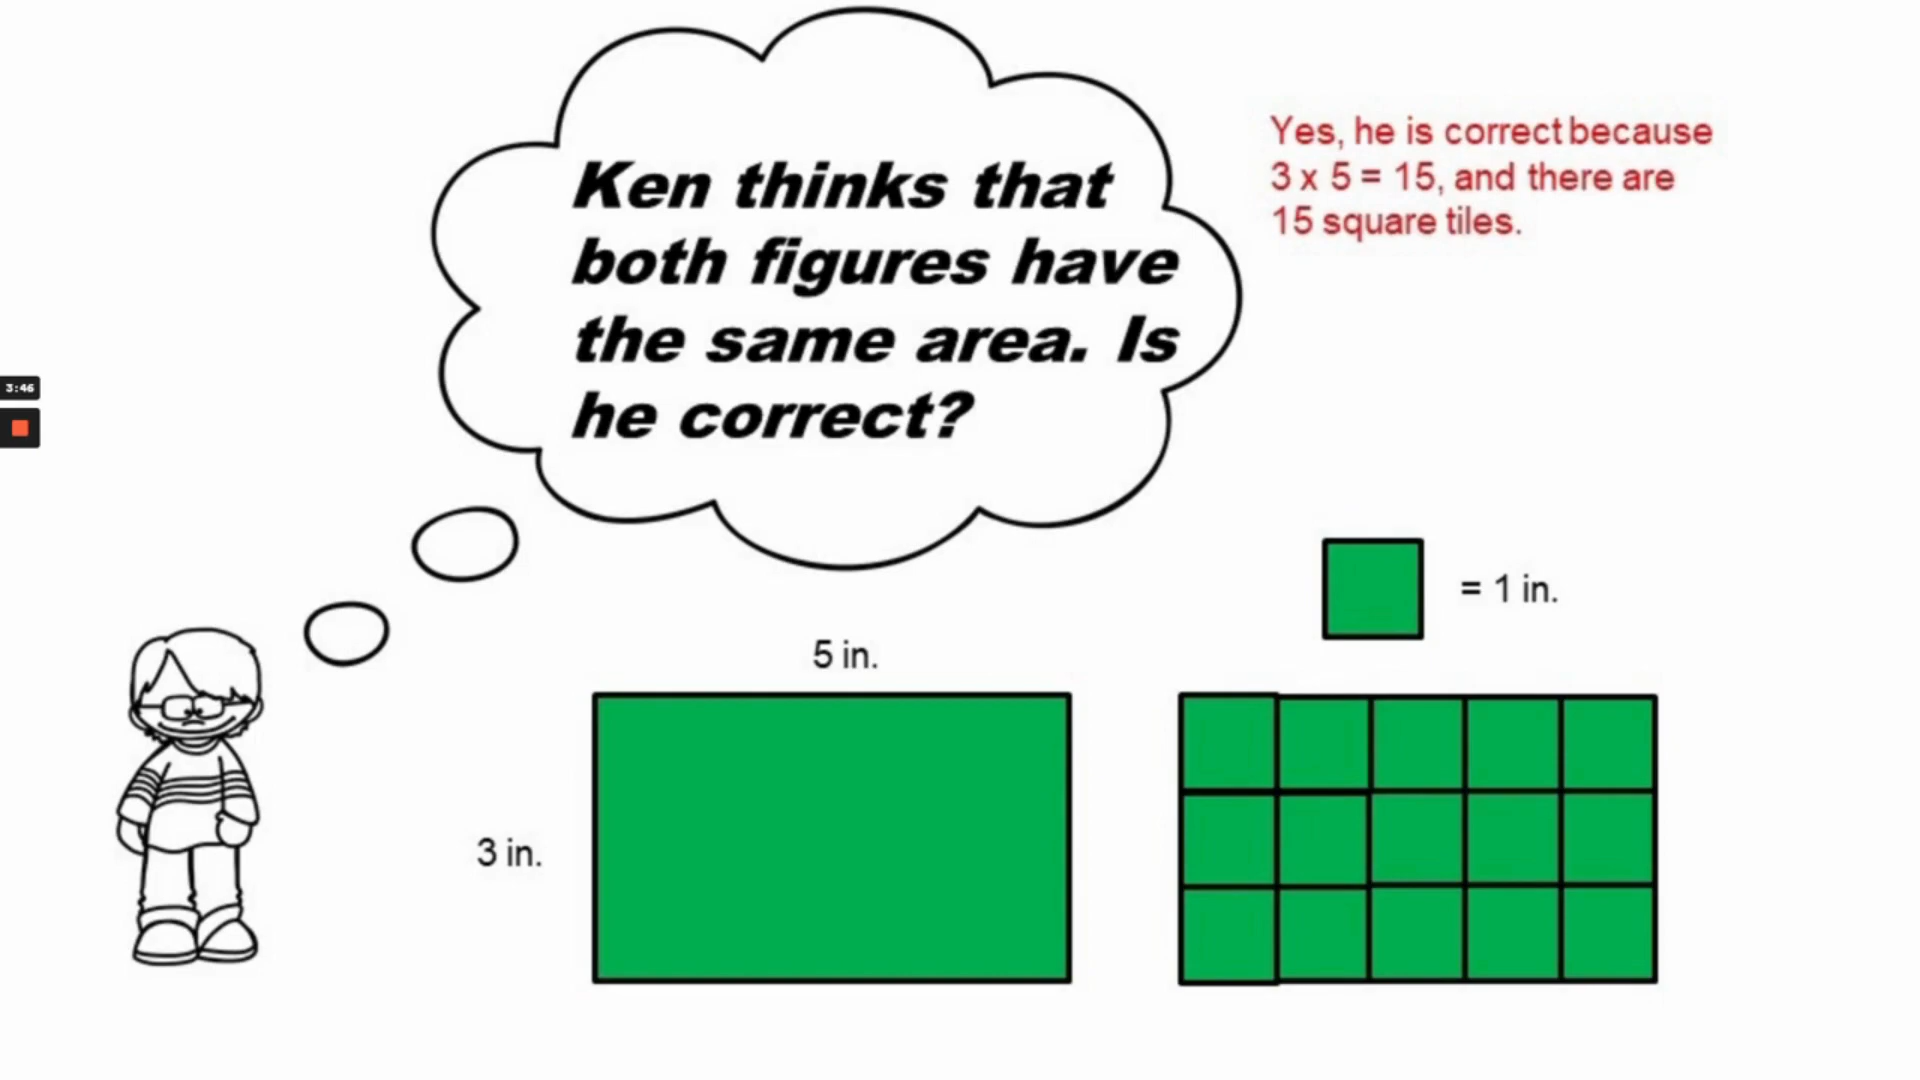 Ken thinks that
both figures have
the same area. Is
he correct?
Yes, he is correct because
3 x 5 = 15, and there are
15 square tiles.
3:46
= 1 in.
5 in.
3 in.